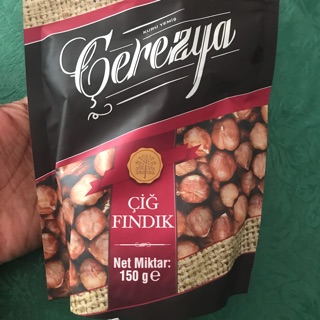 KURU YEMİŞ
Çerezya
ÇİĞ
FINDIK
Net Miktar:
150 g e